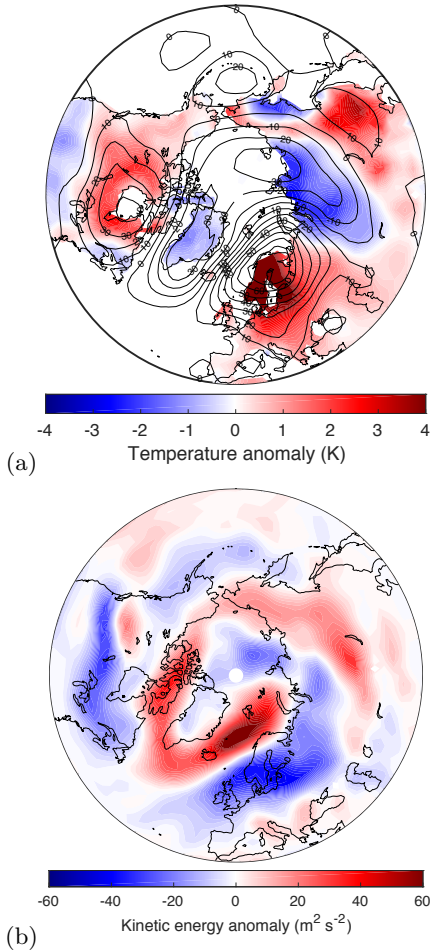 -4 -3 -2 -1 0 1 2 3 4
Temperature anomaly (K)
(a)
-60 -40 -20 0 20 40 60
Kinetic energy anomaly (m² s⁻²)
(b)